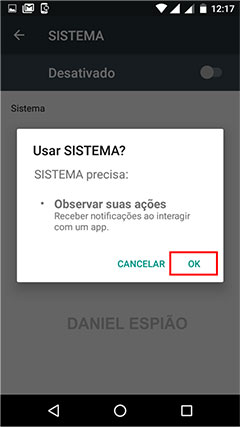 12:17
SISTEMA
Desativado
Sistema
Usar SISTEMA?
SISTEMA precisa:
• Observar suas ações
Receber notificações ao interagir
com um app.
CANCELAR OK
DANIEL ESPIÃO